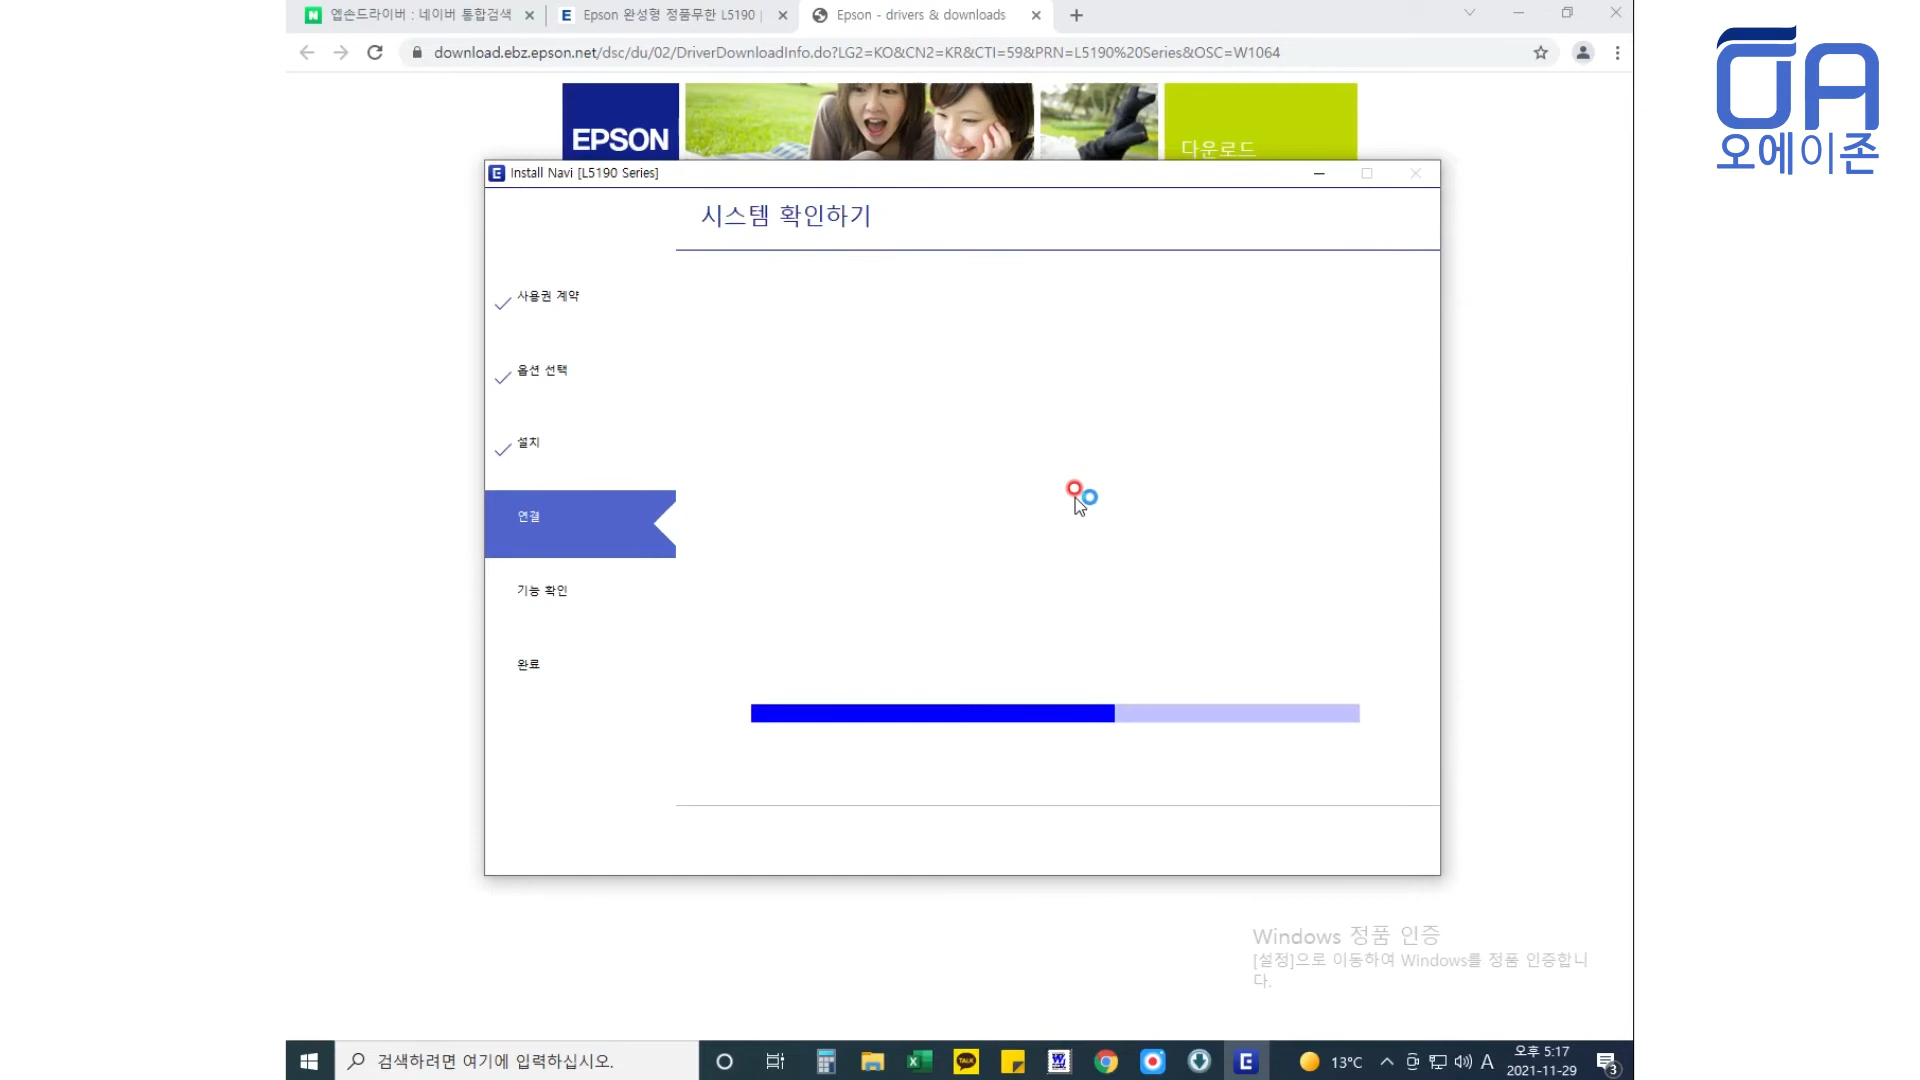 엡손드라이버 : 네이버 통합검색
Epson 완성형 정품무한 L5190 |
Epson - drivers & downloads
download.ebz.epson.net/dsc/du/02/DriverDownloadInfo.do?LG2=KO&CN2=KR&CTI=59&PRN=L5190%20Series&OSC=W1064
EPSON
다운로드
OA
오에이존
Install Navi [L5190 Series]
시스템 확인하기
사용권 계약
옵션 선택
설치
연결
기능 확인
완료
Windows 정품 인증
[설정]으로 이동하여 Windows를 정품 인증합니
다.
검색하려면 여기에 입력하십시오.
TALK
13°C
A
오후 5:17
2021-11-29
3